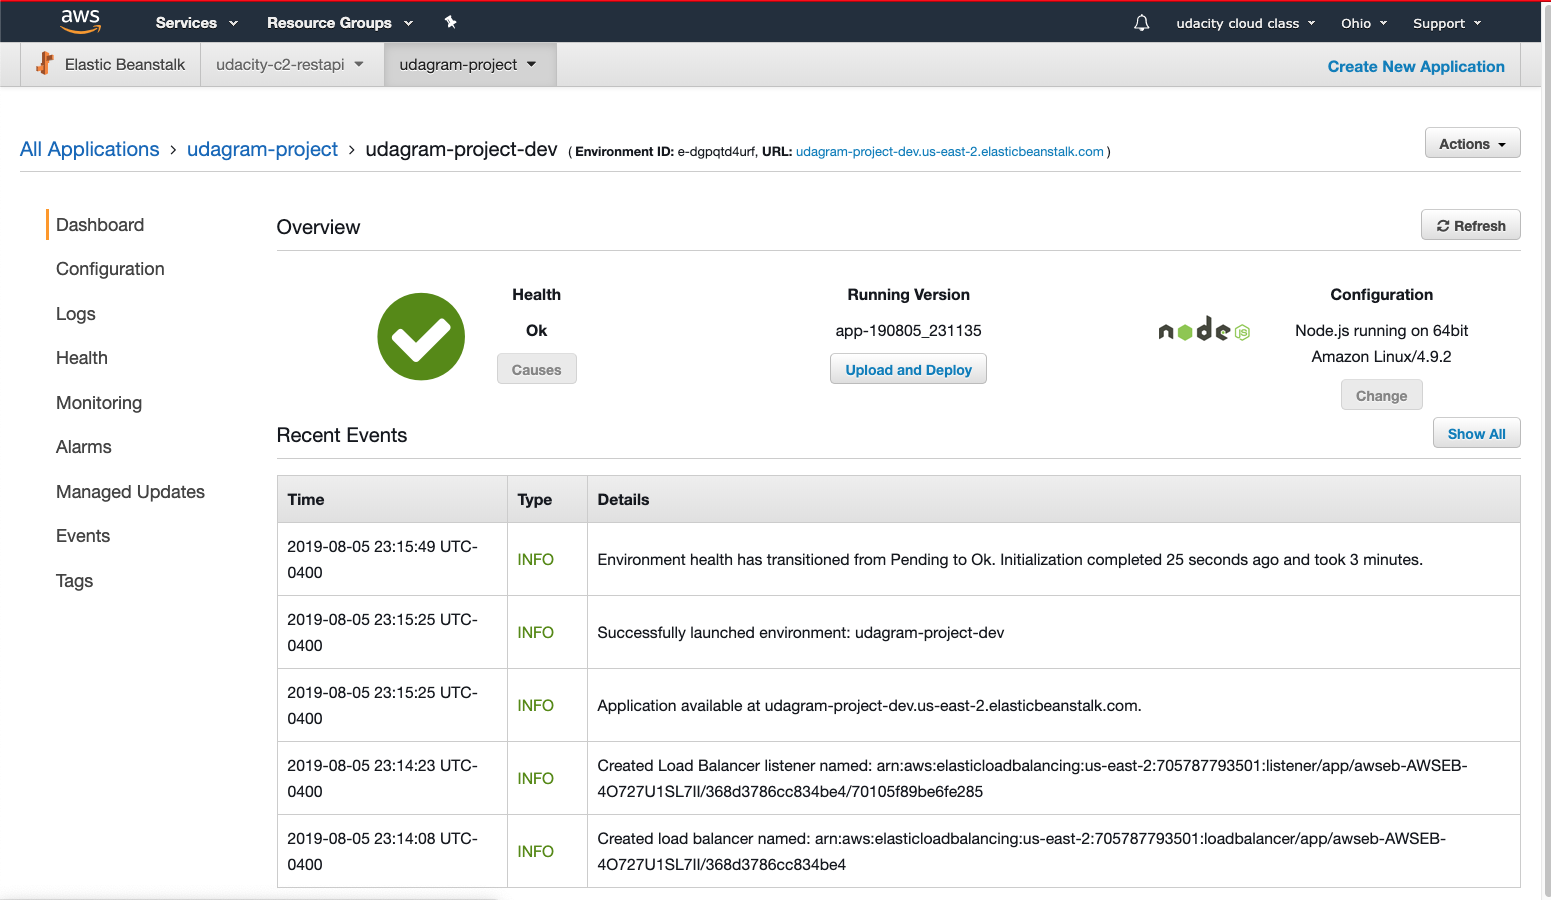 aws Services Resource Groups udacity cloud class Ohio Support
Elastic Beanstalk udacity-c2-restapi udagram-project Create New Application
All Applications > udagram-project > udagram-project-dev ( Environment ID: e-dgpqtd4urf, URL: udagram-project-dev.us-east-2.elasticbeanstalk.com ) Actions
Dashboard
Configuration
Logs
Health
Monitoring
Alarms
Managed Updates
Events
Tags
Overview Refresh
Health
Ok
Causes
Running Version
app-190805_231135
Upload and Deploy
node JS
Configuration
Node.js running on 64bit
Amazon Linux/4.9.2
Change
Recent Events Show All
Time Type Details
2019-08-05 23:15:49 UTC-
0400
INFO
Environment health has transitioned from Pending to Ok. Initialization completed 25 seconds ago and took 3 minutes.
2019-08-05 23:15:25 UTC-
0400
INFO
Successfully launched environment: udagram-project-dev
2019-08-05 23:15:25 UTC-
0400
INFO
Application available at udagram-project-dev.us-east-2.elasticbeanstalk.com.
2019-08-05 23:14:23 UTC-
0400
INFO
Created Load Balancer listener named: arn:aws:elasticloadbalancing:us-east-2:705787793501:listener/app/awseb-AWSEB-
4O727U1SL7II/368d3786cc834be4/70105f89be6fe285
2019-08-05 23:14:08 UTC-
0400
INFO
Created load balancer named: arn:aws:elasticloadbalancing:us-east-2:705787793501:loadbalancer/app/awseb-AWSEB-
4O727U1SL7II/368d3786cc834be4